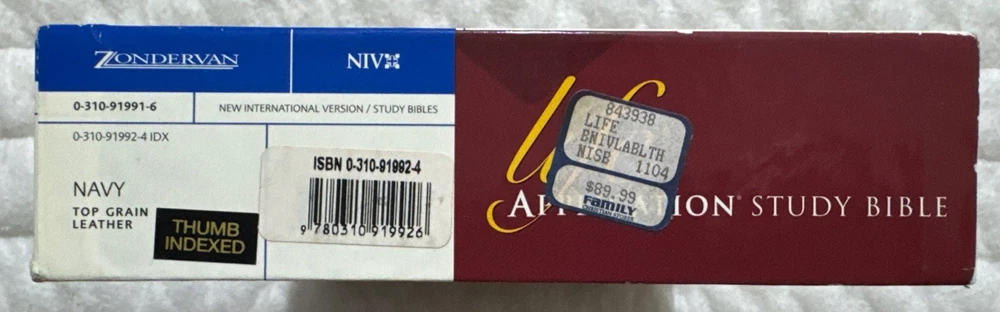 ZONDERVAN
NIV
0-310-91991-6
NEW INTERNATIONAL VERSION / STUDY BIBLES
0-310-91992-4 IDX
NAVY
TOP GRAIN
LEATHER
THUMB
INDEXED
ISBN 0-310-91992-4
9 780310 919926
843938
LIFE
BNIVLABLTH
NISB 1104
$89.99
FAMiLY
CHRISTIAN STORES
STUDY BIBLE